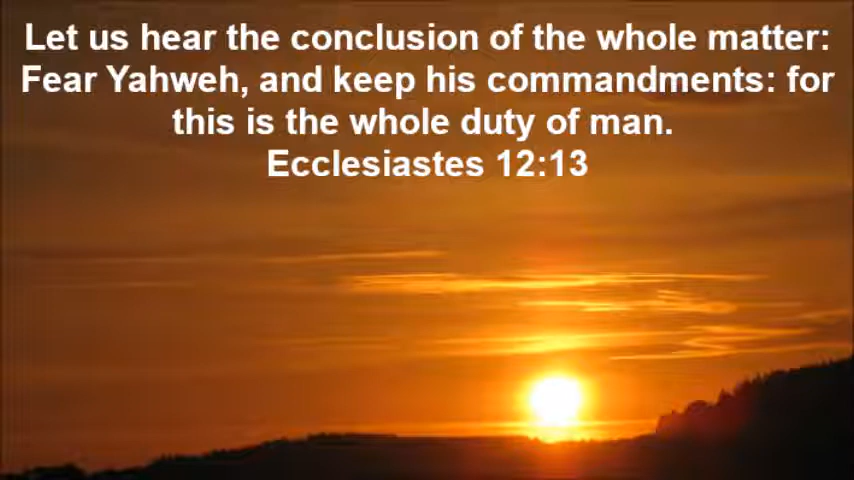 Let us hear the conclusion of the whole matter:
Fear Yahweh, and keep his commandments: for
this is the whole duty of man.
Ecclesiastes 12:13